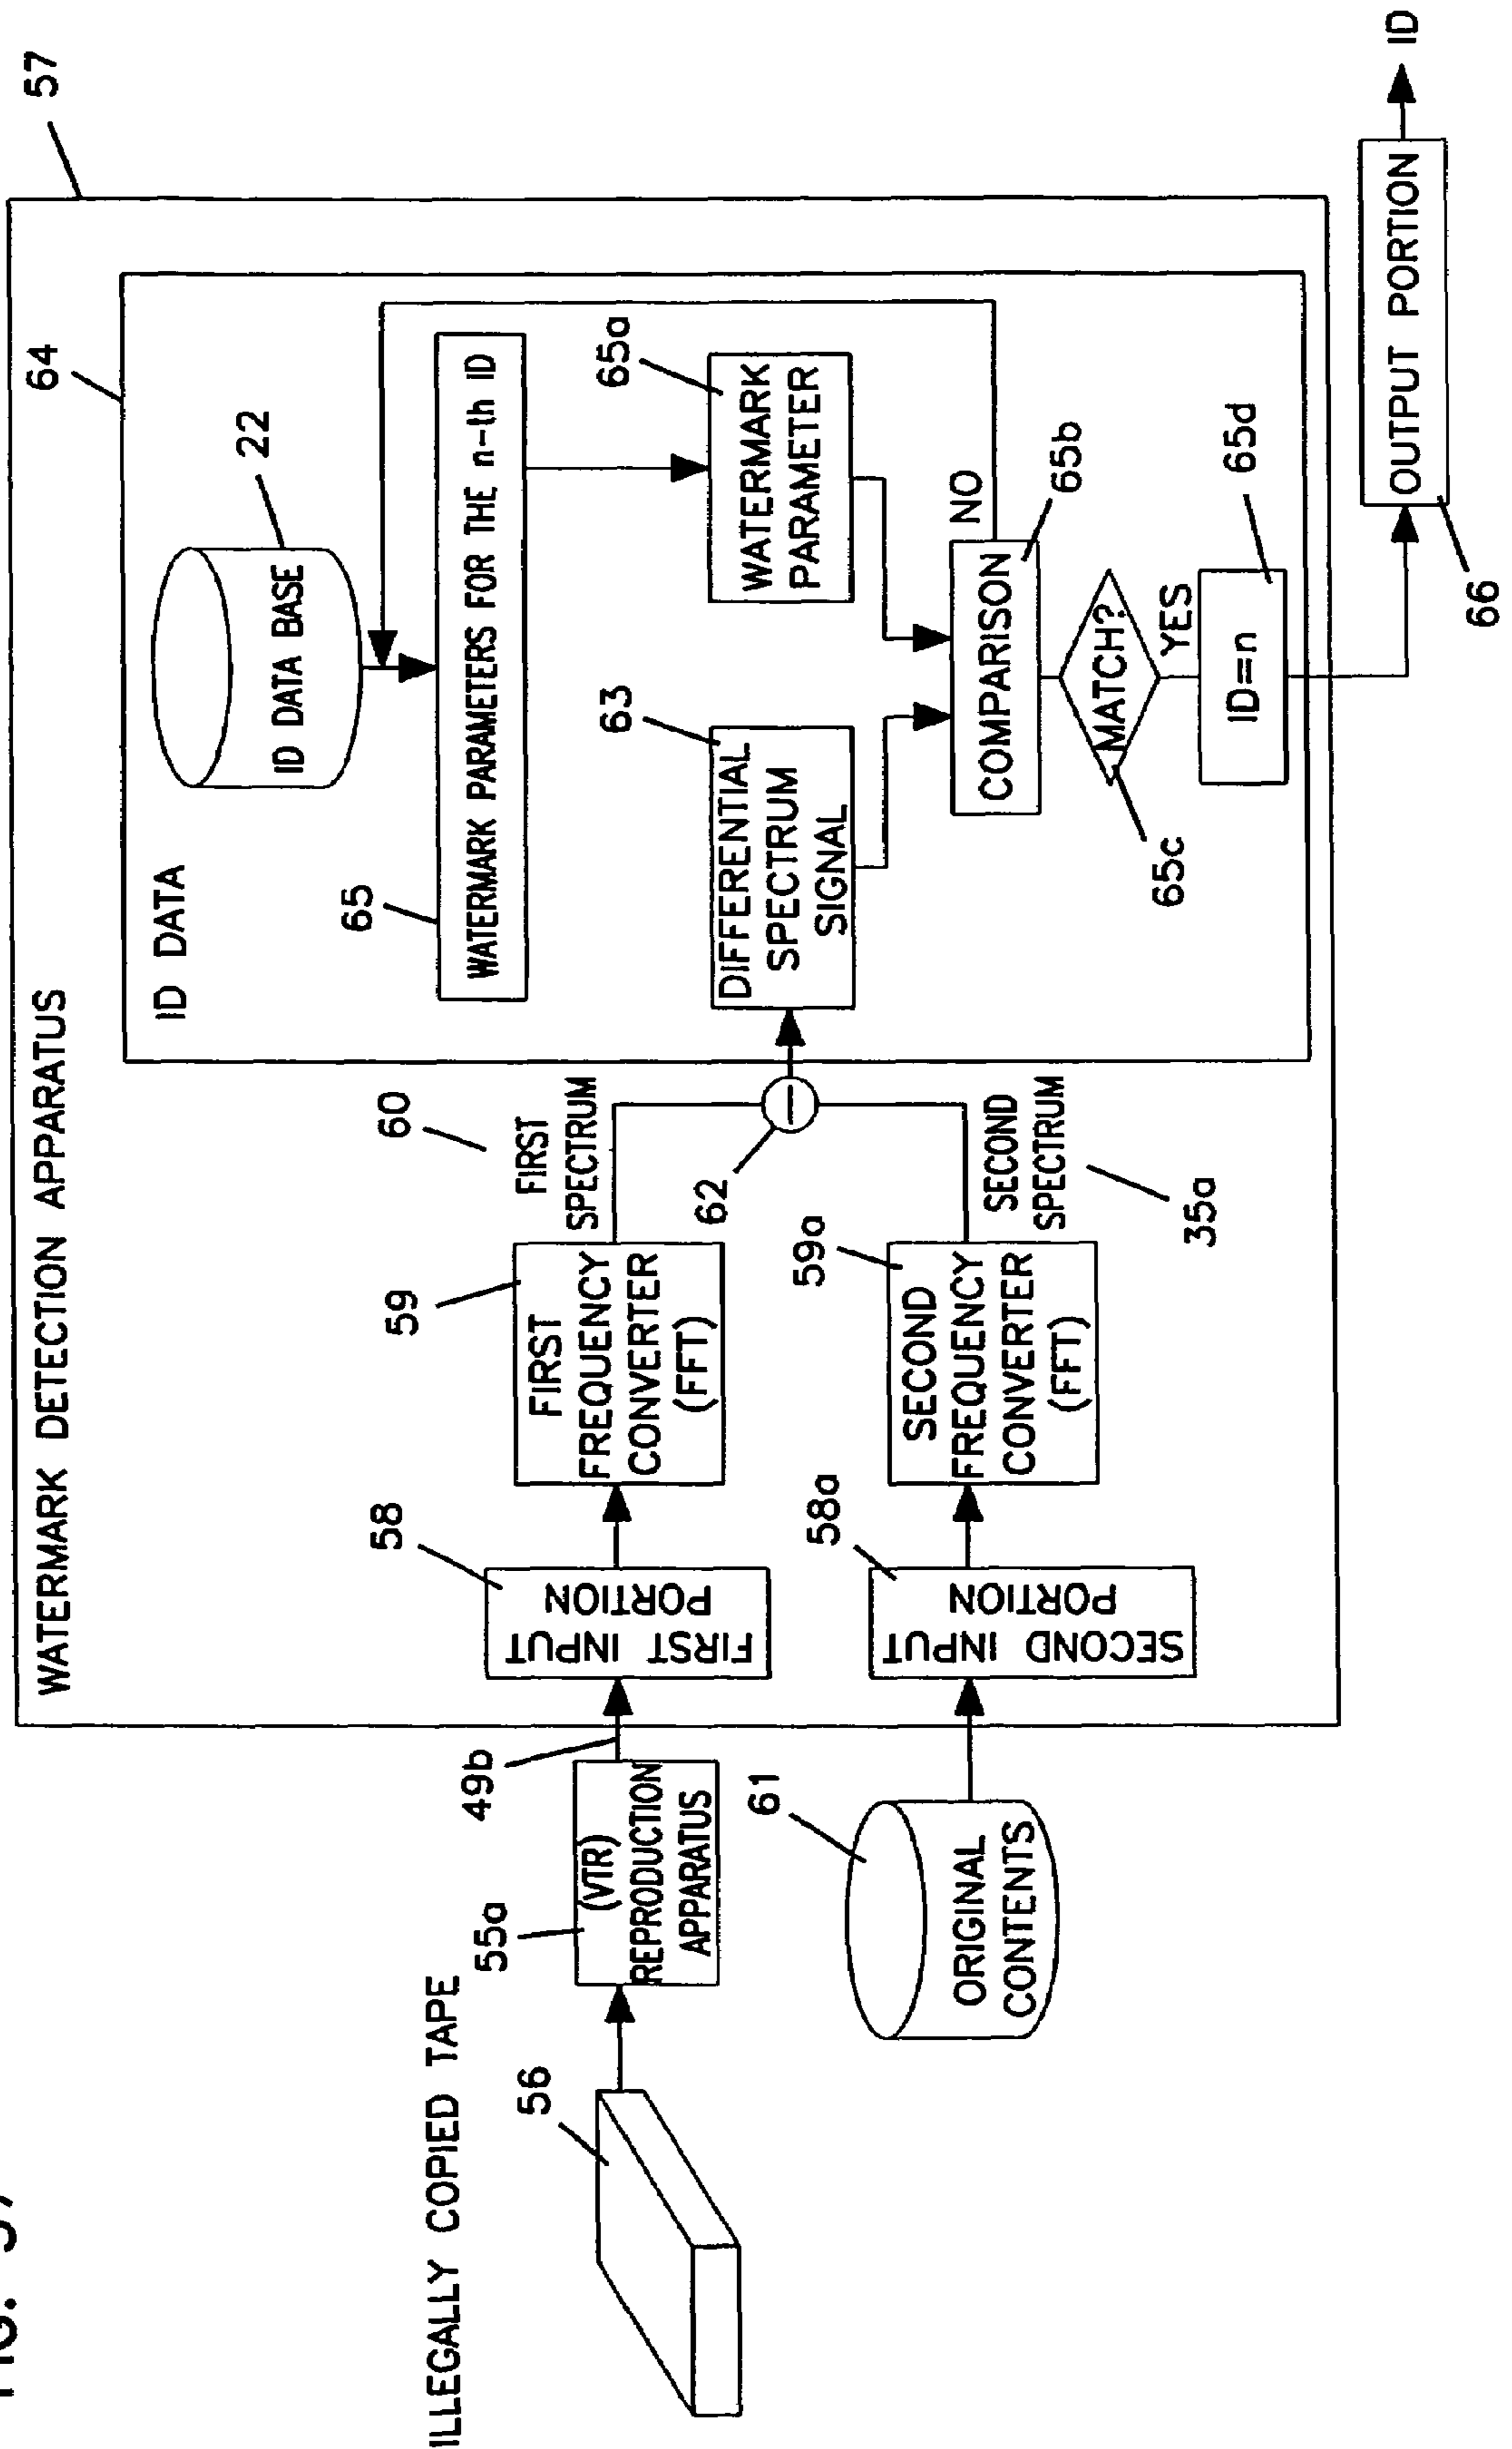 WATERMARK DETECTION APPARATUS
57
64
ID DATA
22
ID DATA BASE
65
WATERMARK PARAMETERS FOR THE n-th ID
65a
WATERMARK
PARAMETER
63
DIFFERENTIAL
SPECTRUM
SIGNAL
COMPARISON
NO
65b
MATCH?
65c
YES
ID=n
65d
OUTPUT PORTION
66
ID
ILLEGALLY COPIED TAPE
56
55a
(VTR)
REPRODUCTION
APPARATUS
49b
58
FIRST INPUT
PORTION
59
FIRST
FREQUENCY
CONVERTER
(FFT)
60
FIRST
SPECTRUM
62
61
ORIGINAL
CONTENTS
58a
SECOND INPUT
PORTION
59a
SECOND
FREQUENCY
CONVERTER
(FFT)
SECOND
SPECTRUM
35a